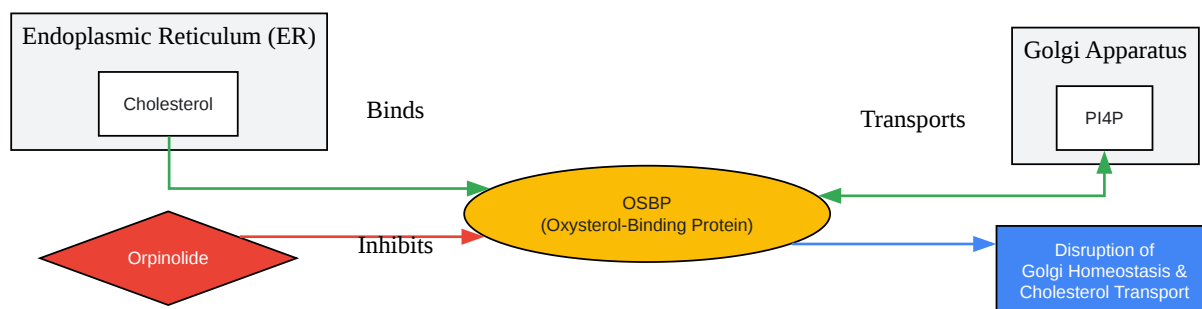 Endoplasmic Reticulum (ER)
Cholesterol
Binds
Golgi Apparatus
PI4P
Transports
OSBP
(Oxysterol-Binding Protein)
Orpinolide
Inhibits
Disruption of
Golgi Homeostasis &
Cholesterol Transport